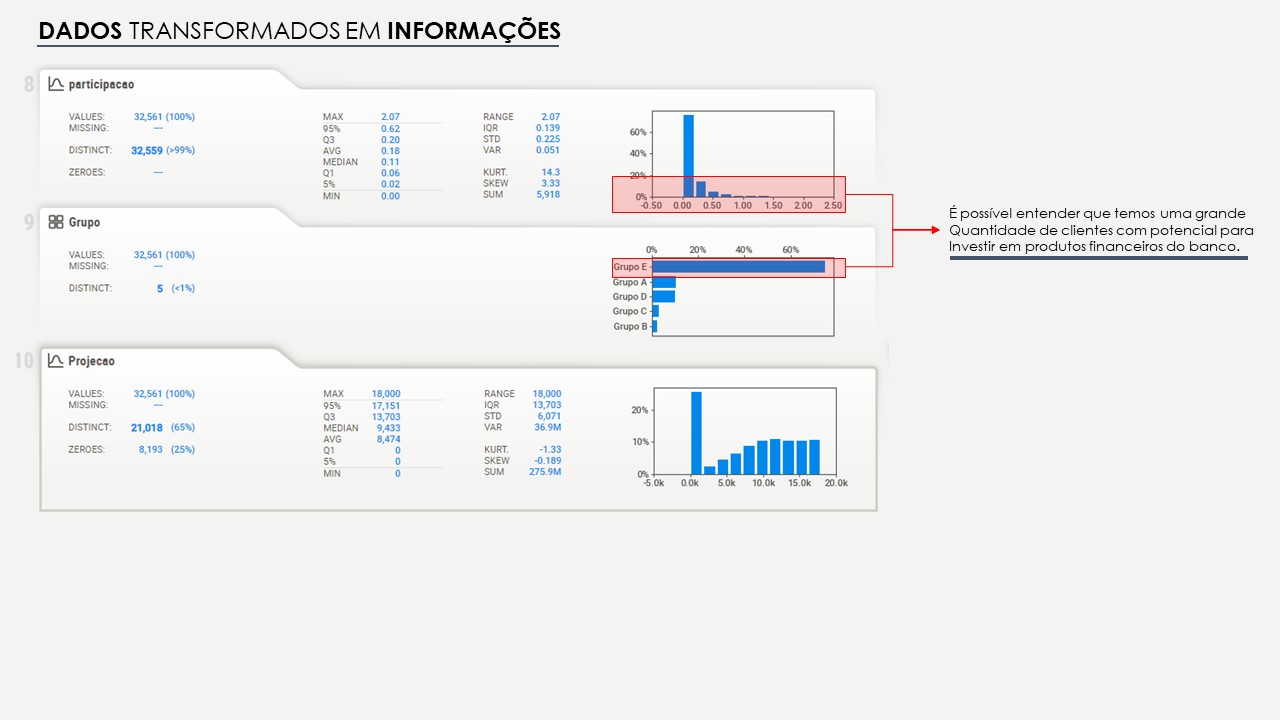 DADOS TRANSFORMADOS EM INFORMAÇÕES
8 participacao
VALUES: 32,561 (100%)
MISSING: ---
DISTINCT: 32,559 (>99%)
ZEROES: ---
MAX 2.07
95% 0.62
Q3 0.20
AVG 0.18
MEDIAN 0.11
Q1 0.06
5% 0.02
MIN 0.00
RANGE 2.07
IQR 0.139
STD 0.225
VAR 0.051
KURT. 14.3
SKEW 3.33
SUM 5,918
60%
40%
20%
0%
-0.50 0.00 0.50 1.00 1.50 2.00 2.50
É possível entender que temos uma grande
Quantidade de clientes com potencial para
Investir em produtos financeiros do banco.
9 Grupo
VALUES: 32,561 (100%)
MISSING: ---
DISTINCT: 5 (<1%)
0% 20% 40% 60%
Grupo E
Grupo A
Grupo D
Grupo C
Grupo B
10 Projecao
VALUES: 32,561 (100%)
MISSING: ---
DISTINCT: 21,018 (65%)
ZEROES: 8,193 (25%)
MAX 18,000
95% 17,151
Q3 13,703
MEDIAN 9,433
AVG 8,474
Q1 0
5% 0
MIN 0
RANGE 18,000
IQR 13,703
STD 6,071
VAR 36.9M
KURT. -1.33
SKEW -0.189
SUM 275.9M
20%
10%
0%
-5.0k 0.0k 5.0k 10.0k 15.0k 20.0k